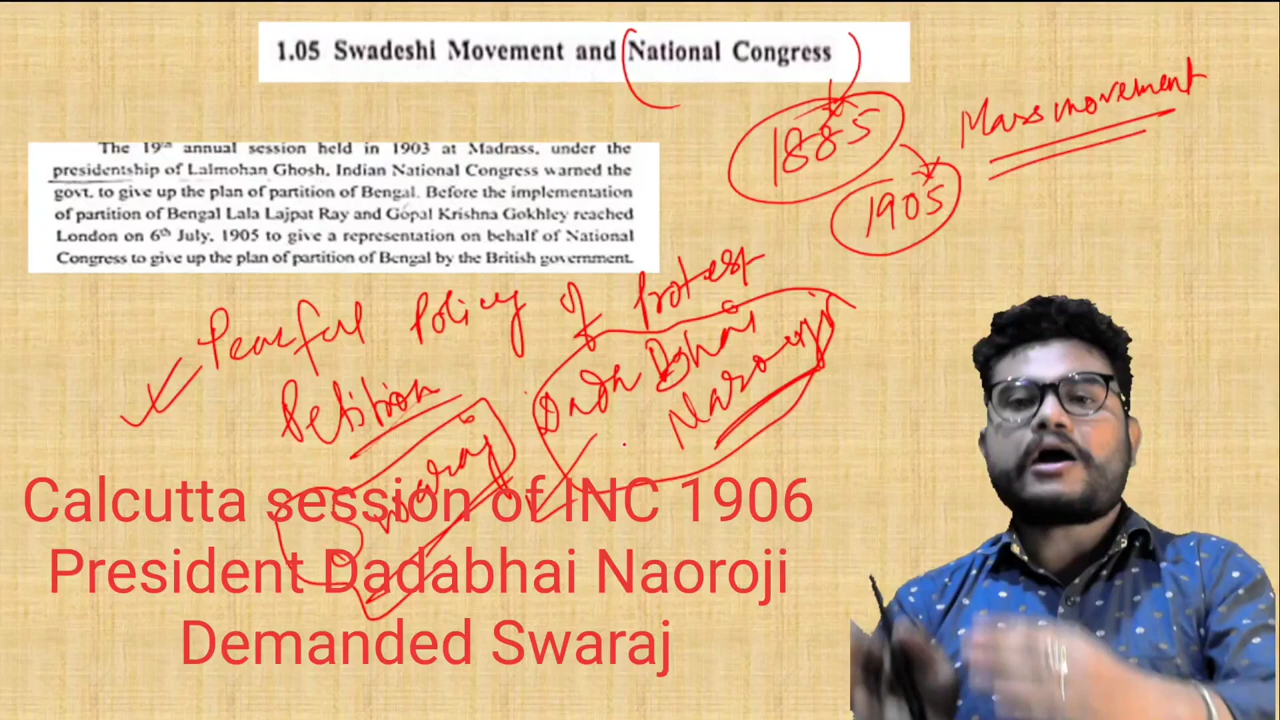 1.05 Swadeshi Movement and National Congress
1885
Mass movement
1905
The 19th annual session held in 1903 at Madrass, under the
presidentship of Lalmohan Ghosh, Indian National Congress warned the
govt. to give up the plan of partition of Bengal. Before the implementation
of partition of Bengal Lala Lajpat Ray and Gopal Krishna Gokhley reached
London on 6th July, 1905 to give a representation on behalf of National
Congress to give up the plan of partition of Bengal by the British government.
Peaceful Policy of Protest
Petition
Dada Bhai
Narouji
Swaraj
Calcutta session of INC 1906
President Dadabhai Naoroji
Demanded Swaraj